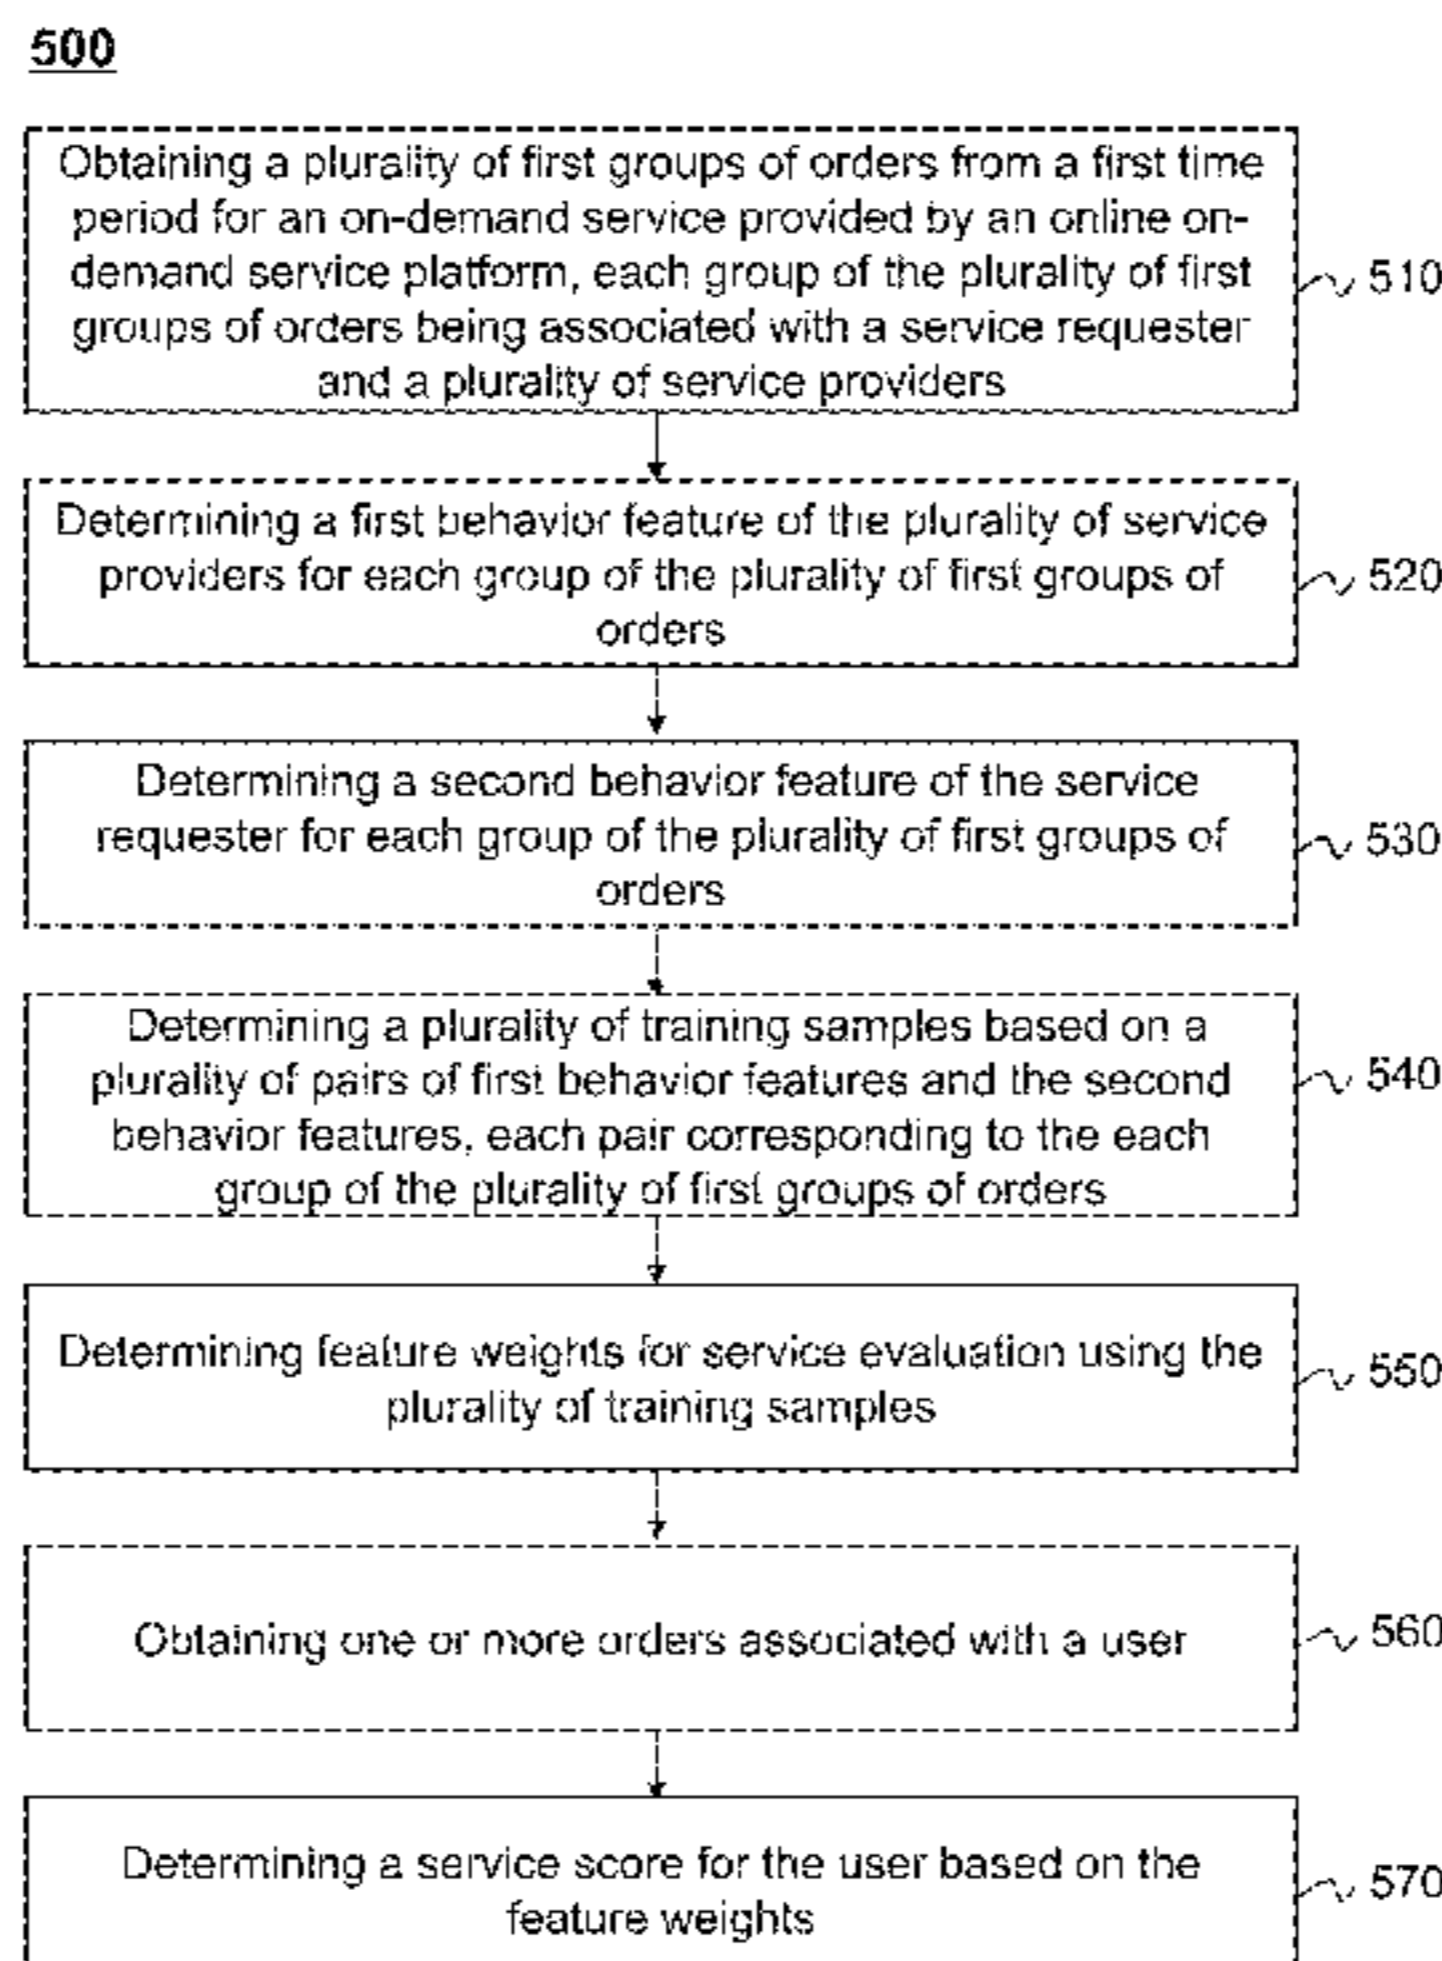 500
Obtaining a plurality of first groups of orders from a first time
period for an on-demand service provided by an online on-
demand service platform, each group of the plurality of first
groups of orders being associated with a service requester
and a plurality of service providers
510
Determining a first behavior feature of the plurality of service
providers for each group of the plurality of first groups of
orders
520
Determining a second behavior feature of the service
requester for each group of the plurality of first groups of
orders
530
Determining a plurality of training samples based on a
plurality of pairs of first behavior features and the second
behavior features, each pair corresponding to the each
group of the plurality of first groups of orders
540
Determining feature weights for service evaluation using the
plurality of training samples
550
Obtaining one or more orders associated with a user
560
Determining a service score for the user based on the
feature weights
570